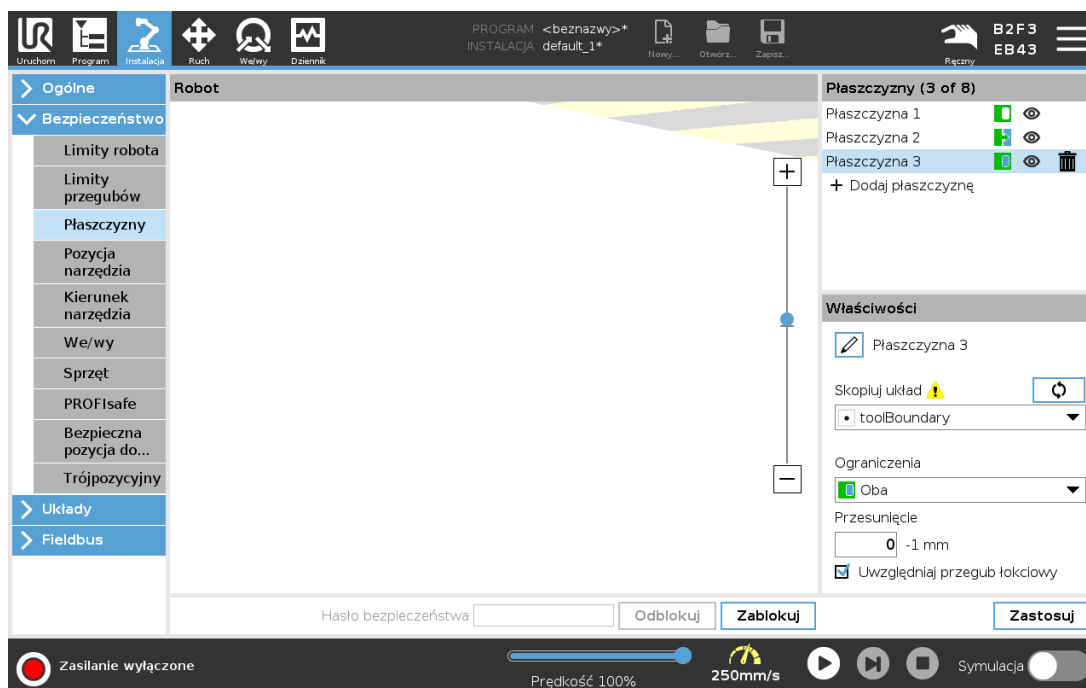 UR
PROGRAM <beznazwy>*
INSTALACJA default_1*
B2F3
EB43
Uruchom Program Instalacja Ruch We/wy Dziennik Nowy... Otwórz... Zapisz... Ręczny
Ogólne
Bezpieczeństwo
Limity robota
Limity
przegubów
Płaszczyzny
Pozycja
narzędzia
Kierunek
narzędzia
We/wy
Sprzęt
PROFIsafe
Bezpieczna
pozycja do...
Trójpozycyjny
Układy
Fieldbus
Robot
Płaszczyzny (3 of 8)
Płaszczyzna 1
Płaszczyzna 2
Płaszczyzna 3
+ Dodaj płaszczyznę
Właściwości
Płaszczyzna 3
Skopiuj układ
toolBoundary
Ograniczenia
Oba
Przesunięcie
0 -1 mm
Uwzględniaj przegub łokciowy
Hasło bezpieczeństwa Odblokuj Zablokuj Zastosuj
Zasilanie wyłączone
Prędkość 100%
250mm/s
Symulacja